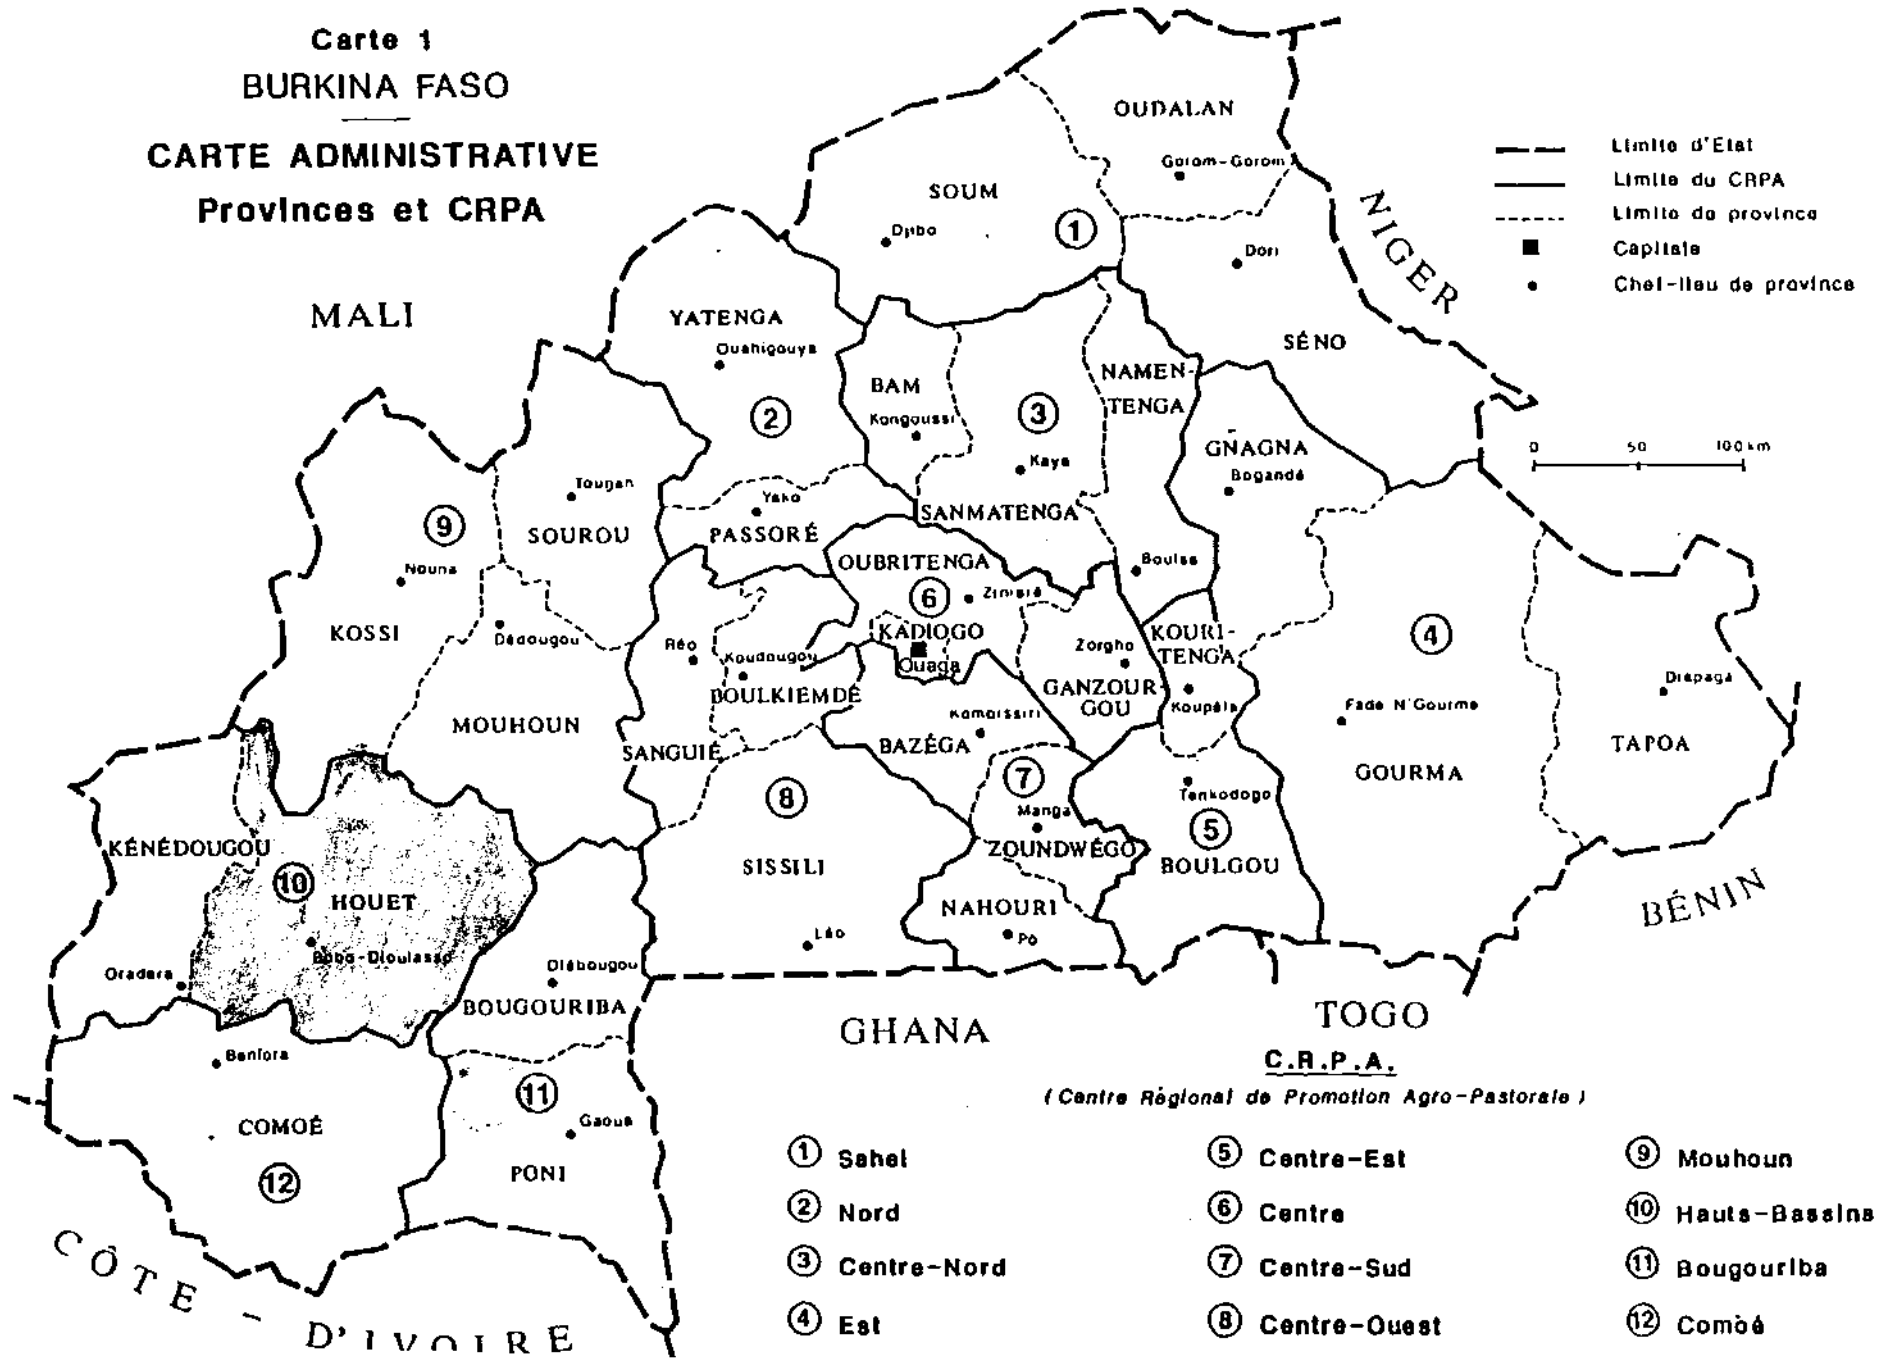 Carte 1
BURKINA FASO
CARTE ADMINISTRATIVE
Provinces et CRPA
Limite d'Etat
Limite du CRPA
Limite de province
Capitale
Chef-lieu de province
0 50 100 km
MALI
NIGER
BÉNIN
TOGO
GHANA
CÔTE - D'IVOIRE
OUDALAN
Gorom-Gorom
SOUM
Djibo
1
Dori
SÉNO
YATENGA
Ouahigouya
2
BAM
Kongoussi
3
Kaya
SANMATENGA
NAMEN-
TENGA
Boulsa
GÑAGNA
Bogandé
Tougan
SOUROU
Yako
PASSORÉ
9
Nouna
KOSSI
Dédougou
MOUHOUN
OUBRITENGA
6
Ziniaré
KADIOGO
Ouaga
Réo
SANGUIÉ
Koudougou
BOULKIEMDÉ
Zorgho
GANZOUR-
GOU
KOURI-
TENGA
Koupéla
4
Fada N'Gourma
GOURMA
Diapaga
TAPOA
Kombissiri
BAZÉGA
7
Manga
ZOUNDWÉGO
Tenkodogo
5
BOULGOU
8
SISSILI
Léo
NAHOURI
Pô
KÉNÉDOUGOU
10
HOUET
Bobo-Dioulasso
Orodara
Diébougou
BOUGOURIBA
Banfora
COMOÉ
12
11
Gaoua
PONI
C.R.P.A.
(Centre Régional de Promotion Agro-Pastorale)
1 Sahel
2 Nord
3 Centre-Nord
4 Est
5 Centre-Est
6 Centre
7 Centre-Sud
8 Centre-Ouest
9 Mouhoun
10 Hauts-Bassins
11 Bougouriba
12 Comoé